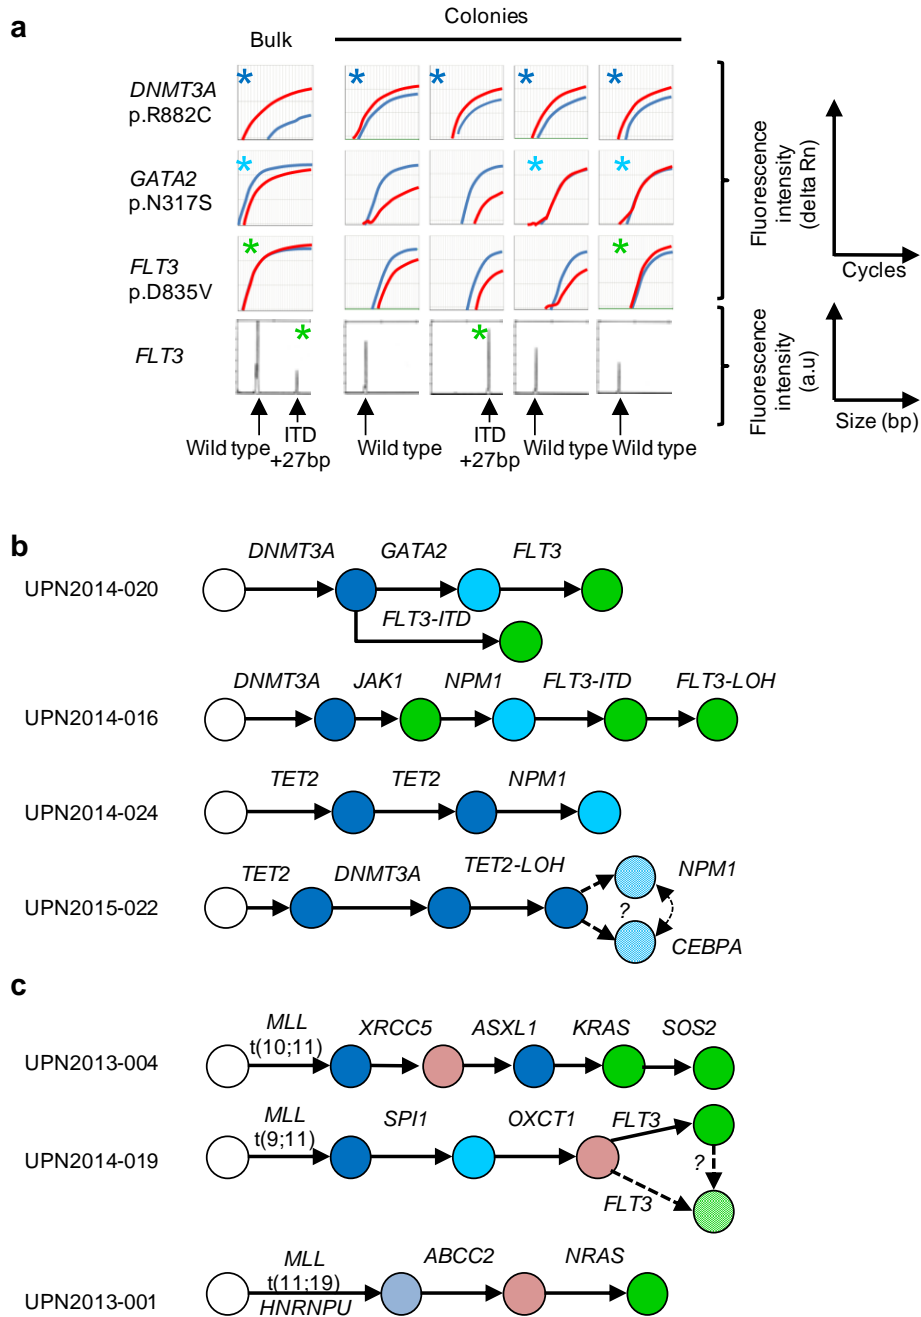 a
Colonies
Bulk
* * * * *
DNMT3A
p.R882C
* * *
GATA2
p.N317S
* *
FLT3
p.D835V
* *
FLT3
Wild type
ITD
+27bp
Wild type
ITD
+27bp
Wild type
Wild type
Fluorescence
intensity
(delta Rn)
Cycles
Fluorescence
intensity
(a.u)
Size (bp)
b
UPN2014-020
DNMT3A GATA2 FLT3
FLT3-ITD
UPN2014-016
DNMT3A JAK1 NPM1 FLT3-ITD FLT3-LOH
UPN2014-024
TET2 TET2 NPM1
UPN2015-022
TET2 DNMT3A TET2-LOH NPM1
?
CEBPA
c
UPN2013-004
MLL
t(10;11)
XRCC5 ASXL1 KRAS SOS2
UPN2014-019
MLL
t(9;11)
SPI1 OXCT1 FLT3
?
FLT3
UPN2013-001
MLL
t(11;19)
HNRNPU
ABCC2 NRAS